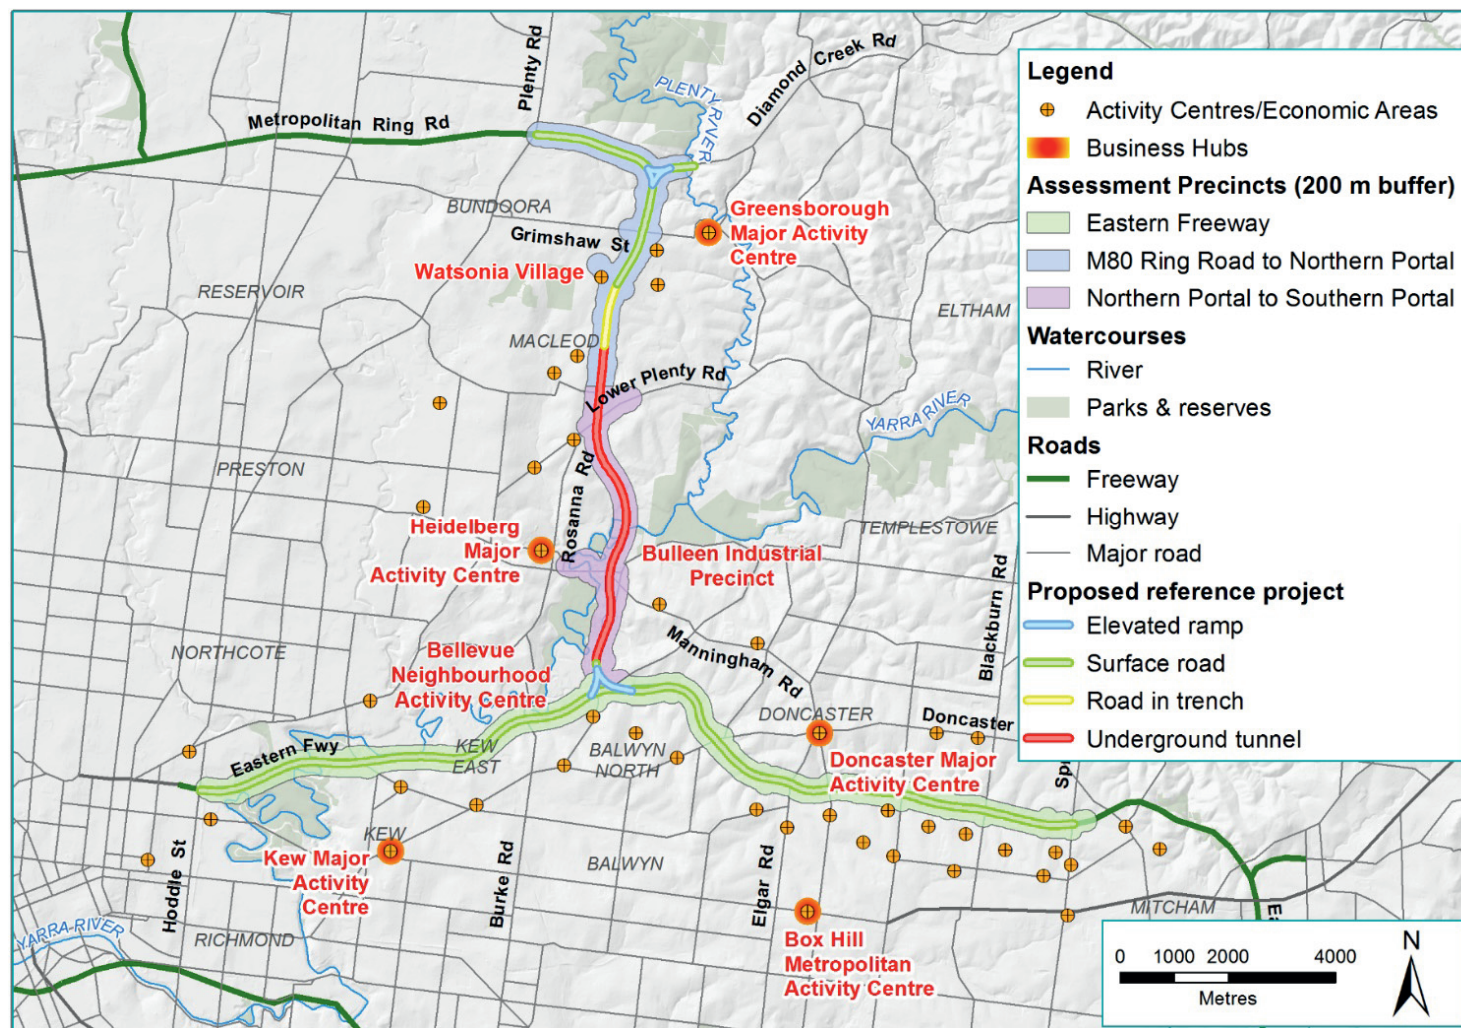 Plenty Rd
Diamond Creek Rd
PLENTY RIVER
Metropolitan Ring Rd
BUNDOORA
Grimshaw St
Greensborough
Major Activity
Centre
Watsonia Village
RESERVOIR
ELTHAM
MACLEOD
Lower Plenty Rd
YARRA RIVER
PRESTON
Rosanna Rd
Heidelberg
Major
Activity Centre
TEMPLESTOWE
Bulleen Industrial
Precinct
Blackburn Rd
Manningham Rd
NORTHCOTE
Bellevue
Neighbourhood
Activity Centre
DONCASTER
Doncaster
Eastern Fwy
KEW
EAST
BALWYN
NORTH
Doncaster Major
Activity Centre
Spr
KEW
Kew Major
Activity
Centre
Hoddle St
Burke Rd
BALWYN
Elgar Rd
MITCHAM
Ea
RICHMOND
YARRA RIVER
Box Hill
Metropolitan
Activity Centre
Legend
Activity Centres/Economic Areas
Business Hubs
Assessment Precincts (200 m buffer)
Eastern Freeway
M80 Ring Road to Northern Portal
Northern Portal to Southern Portal
Watercourses
River
Parks & reserves
Roads
Freeway
Highway
Major road
Proposed reference project
Elevated ramp
Surface road
Road in trench
Underground tunnel
0 1000 2000 4000
Metres
N